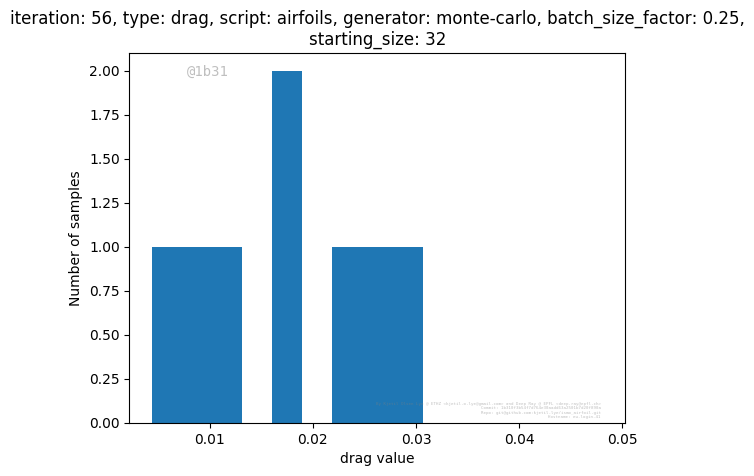 iteration: 56, type: drag, script: airfoils, generator: monte-carlo, batch_size_factor: 0.25,
starting_size: 32
@1b31
2.00
1.75
1.50
1.25
1.00
0.75
0.50
0.25
0.00
Number of samples
0.01
0.02
0.03
0.04
0.05
drag value